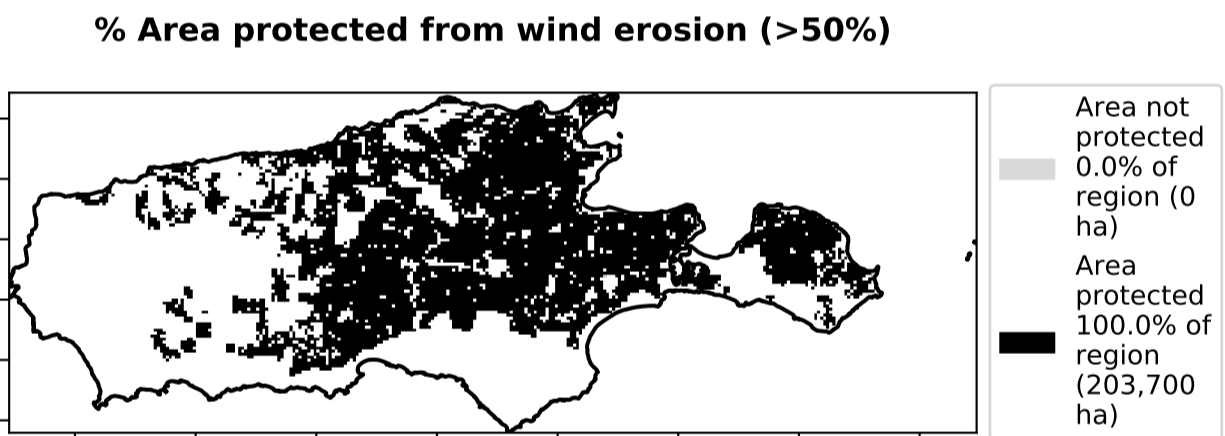 % Area protected from wind erosion (>50%)
Area not
protected
0.0% of
region (0
ha)
Area
protected
100.0% of
region
(203,700
ha)